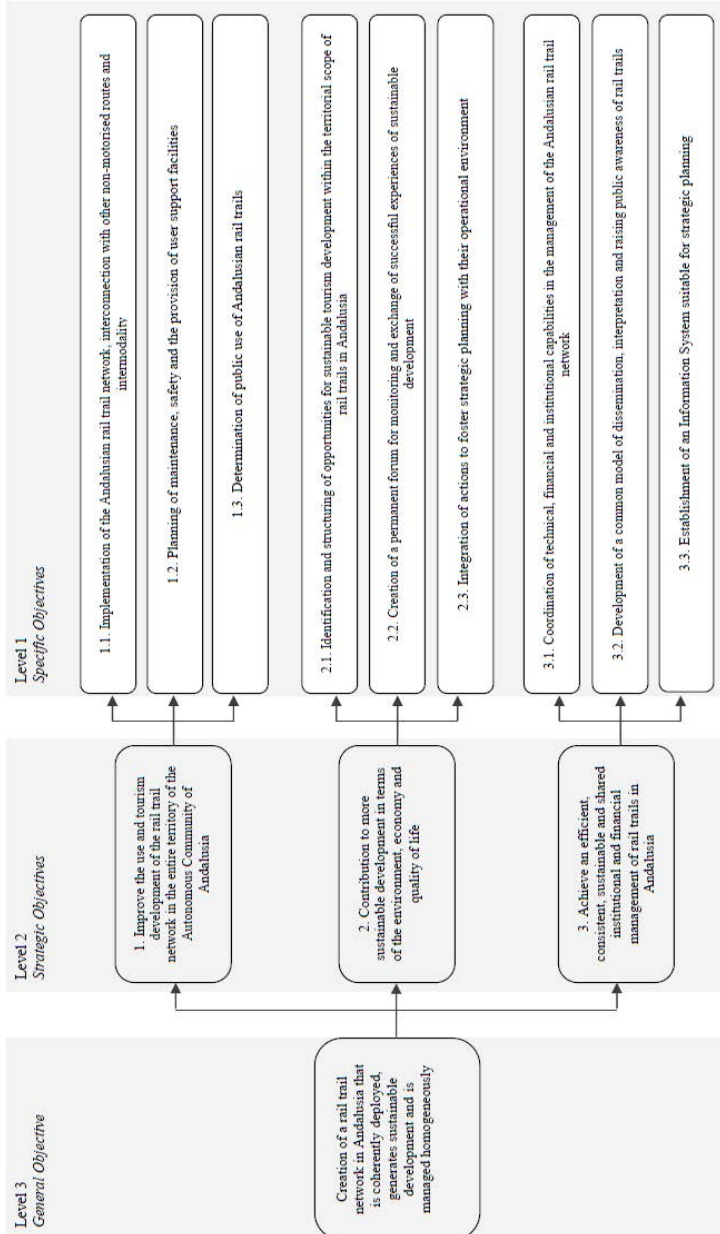 Level 3
General Objective
Creation of a rail trail
network in Andalusia that
is coherently deployed,
generates sustainable
development and is
managed homogeneously
Level 2
Strategic Objectives
1. Improve the use and tourism
development of the rail trail
network in the entire territory of the
Autonomous Community of
Andalusia
2. Contribution to more
sustainable development in terms
of the environment, economy and
quality of life
3. Achieve an efficient,
consistent, sustainable and shared
institutional and financial
management of rail trails in
Andalusia
Level 1
Specific Objectives
1.1. Implementation of the Andalusian rail trail network, interconnection with other non-motorised routes and
intermodality
1.2. Planning of maintenance, safety and the provision of user support facilities
1.3. Determination of public use of Andalusian rail trails
2.1. Identification and structuring of opportunities for sustainable tourism development within the territorial scope of
rail trails in Andalusia
2.2. Creation of a permanent forum for monitoring and exchange of successful experiences of sustainable
development
2.3. Integration of actions to foster strategic planning with their operational environment
3.1. Coordination of technical, financial and institutional capabilities in the management of the Andalusian rail trail
network
3.2. Development of a common model of dissemination, interpretation and raising public awareness of rail trails
3.3. Establishment of an Information System suitable for strategic planning